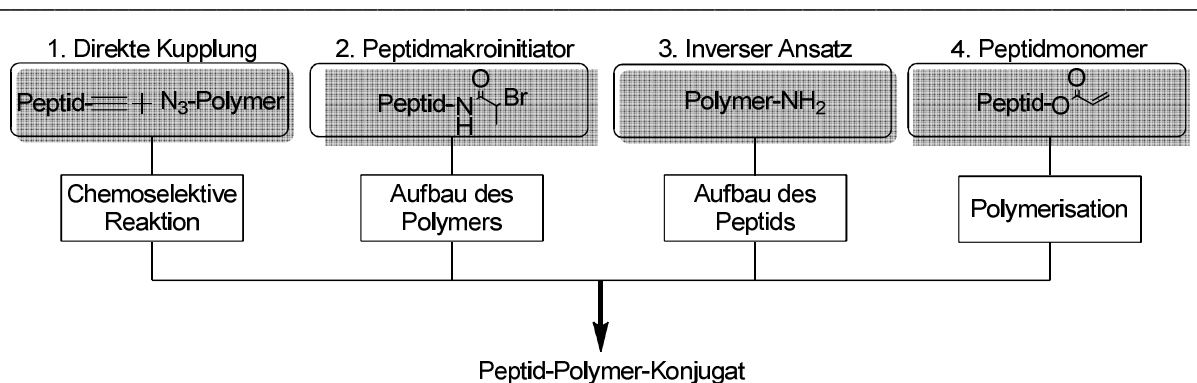 1. Direkte Kupplung
2. Peptidmakroinitiator
3. Inverser Ansatz
4. Peptidmonomer
Peptid + N3-Polymer
O
Peptid-N Br
H
Polymer-NH2
O
Peptid-O
Chemoselektive
Reaktion
Aufbau des
Polymers
Aufbau des
Peptids
Polymerisation
Peptid-Polymer-Konjugat